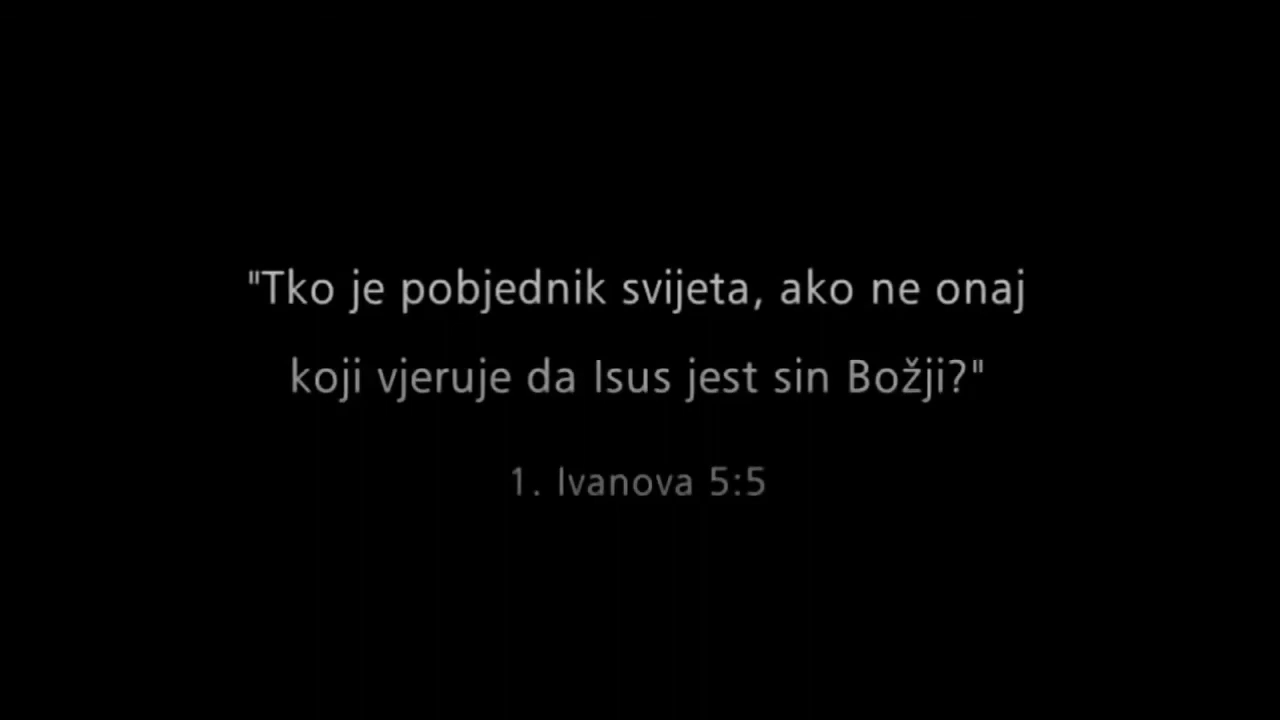 "Tko je pobjednik svijeta, ako ne onaj
koji vjeruje da Isus jest sin Božji?"
1. Ivanova 5:5